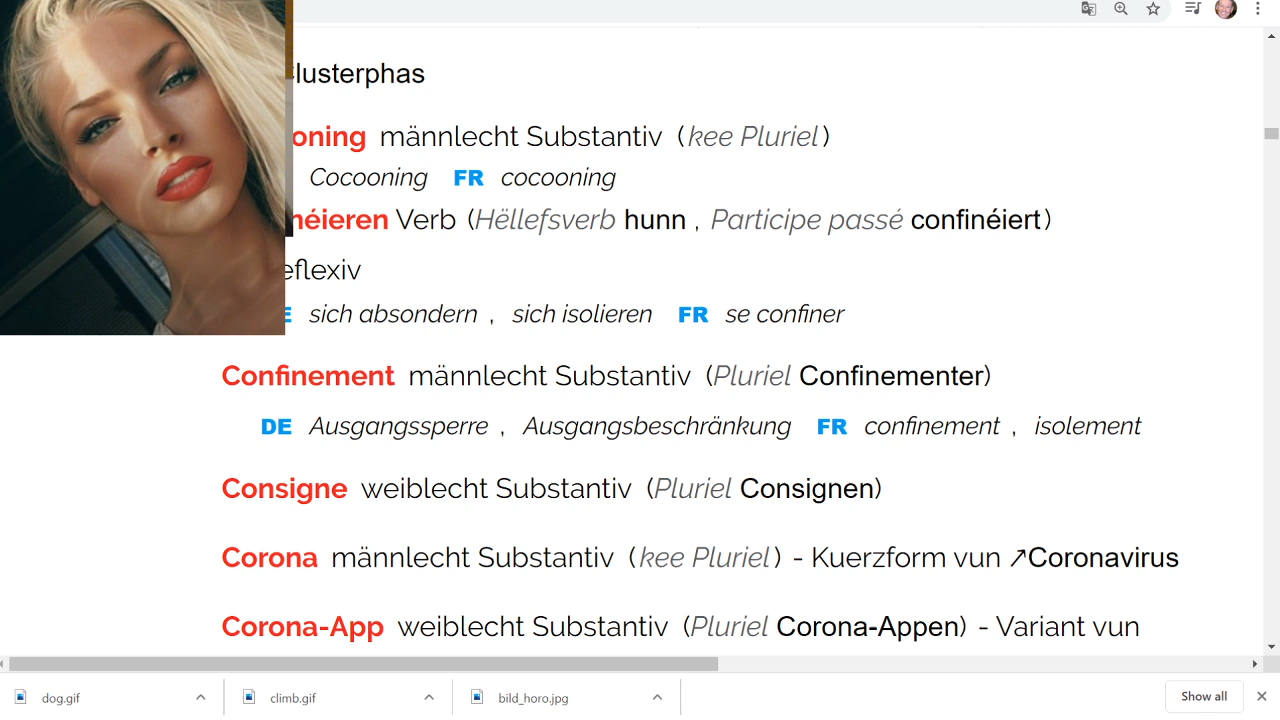 lusterphas
oning männlecht Substantiv (kee Pluriel)
Cocooning FR cocooning
néieren Verb (Hëllefsverb hunn, Participe passé confinéiert)
eflexiv
E sich absondern, sich isolieren FR se confiner
Confinement männlecht Substantiv (Pluriel Confinementer)
DE Ausgangssperre, Ausgangsbeschränkung FR confinement, isolement
Consigne weiblecht Substantiv (Pluriel Consignen)
Corona männlecht Substantiv (kee Pluriel) - Kuerzform vun ↗Coronavirus
Corona-App weiblecht Substantiv (Pluriel Corona-Appen) - Variant vun
dog.gif climb.gif bild_horo.jpg Show all